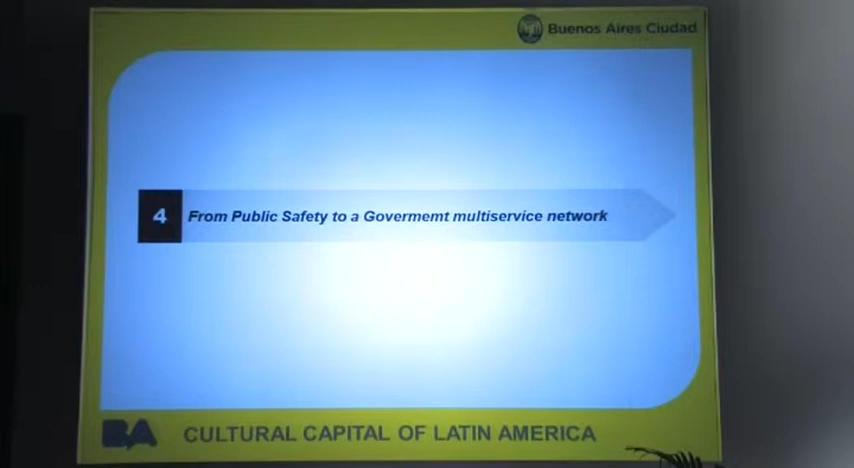 Buenos Aires Ciudad
4 From Public Safety to a Govermemt multiservice network
BA CULTURAL CAPITAL OF LATIN AMERICA